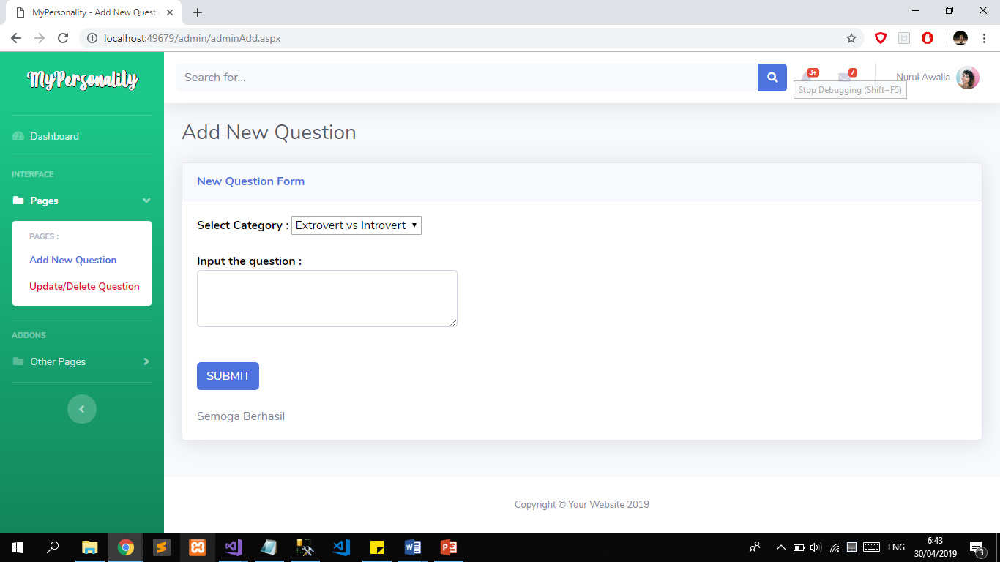 MyPersonality - Add New Questi
localhost:49679/admin/adminAdd.aspx
MyPersonality
Search for...
3+
7
Nurul Awalia
Stop Debugging (Shift+F5)
Dashboard
INTERFACE
Pages
PAGES :
Add New Question
Update/Delete Question
ADDONS
Other Pages
Add New Question
New Question Form
Select Category : Extrovert vs Introvert
Input the question :
SUBMIT
Semoga Berhasil
Copyright © Your Website 2019
ENG
6:43
30/04/2019
3